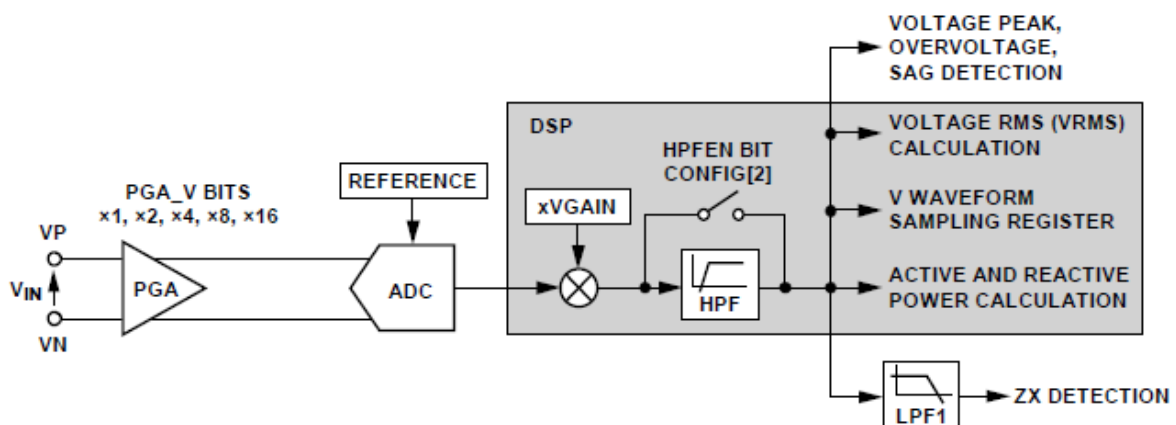 VOLTAGE PEAK,
OVERVOLTAGE,
SAG DETECTION
DSP
VOLTAGE RMS (VRMS)
CALCULATION
HPFEN BIT
CONFIG[2]
PGA_V BITS
×1, ×2, ×4, ×8, ×16
REFERENCE
xVGAIN
V WAVEFORM
SAMPLING REGISTER
VP
VIN
VN
PGA
ADC
HPF
ACTIVE AND REACTIVE
POWER CALCULATION
LPF1
ZX DETECTION